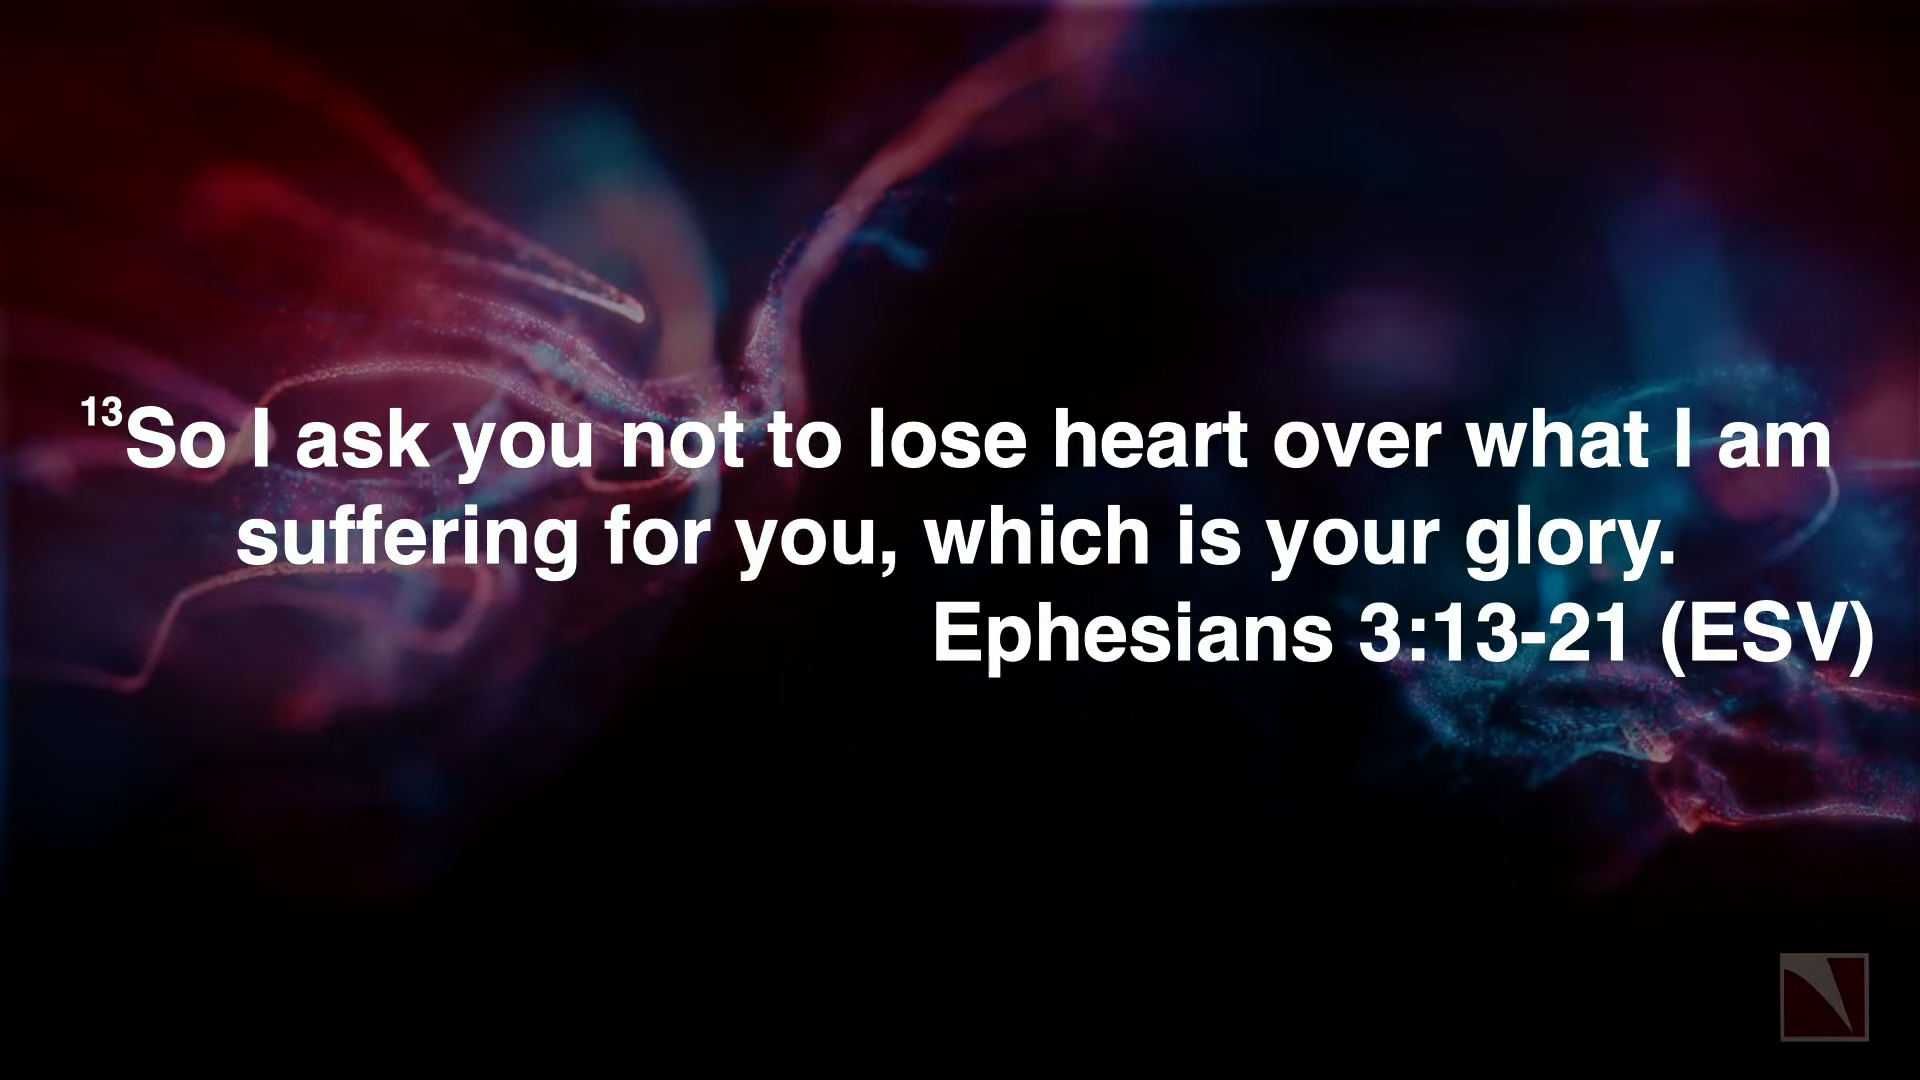 ¹³So I ask you not to lose heart over what I am
suffering for you, which is your glory.
Ephesians 3:13-21 (ESV)